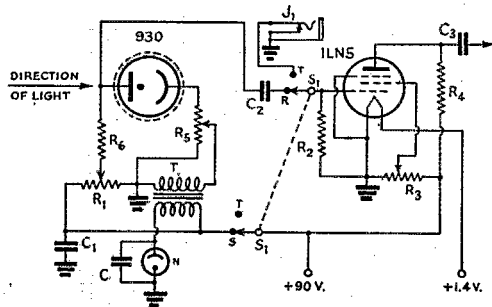 930
J1
1LN5
C3
T
DIRECTION
OF LIGHT
S1
C2
R
R4
R6
R5
R2
T
R1
R3
T
C1
S
S1
C
N
+90 V.
+1.4V.